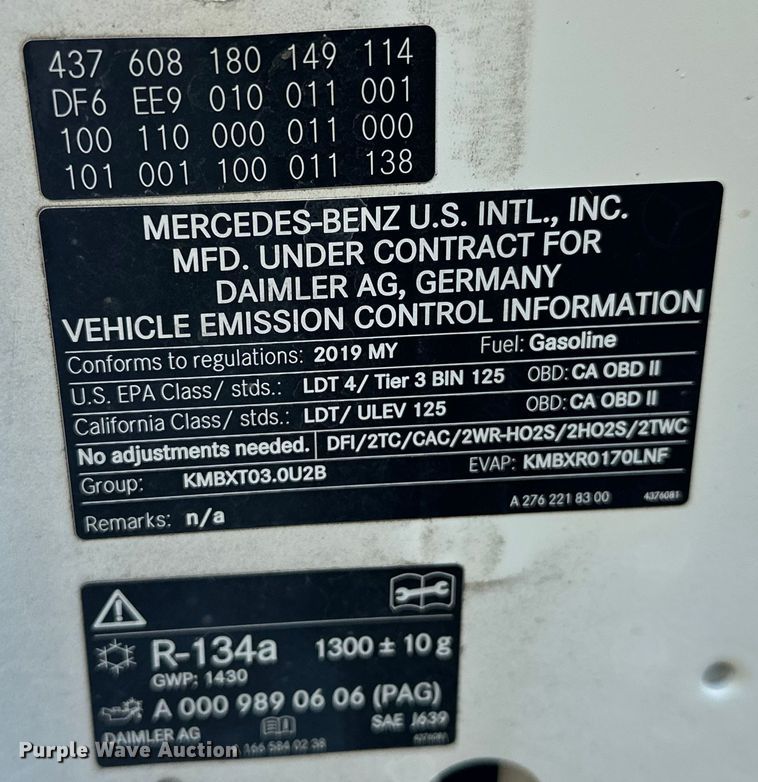 437 608 180 149 114
DF6 EE9 010 011 001
100 110 000 011 000
101 001 100 011 138
MERCEDES-BENZ U.S. INTL., INC.
MFD. UNDER CONTRACT FOR
DAIMLER AG, GERMANY
VEHICLE EMISSION CONTROL INFORMATION
Conforms to regulations: 2019 MY Fuel: Gasoline
U.S. EPA Class/ stds.: LDT 4/ Tier 3 BIN 125 OBD: CA OBD II
California Class/ stds.: LDT/ ULEV 125 OBD: CA OBD II
No adjustments needed. DFI/2TC/CAC/2WR-HO2S/2HO2S/2TWC
Group: KMBXT03.0U2B EVAP: KMBXR0170LNF
A 276 221 83 00 4376081
Remarks: n/a
R-134a 1300 ± 10 g
GWP: 1430
A 000 989 06 06 (PAG)
DAIMLER AG SAE J639
A 166 584 02 38
Purple Wave Auction